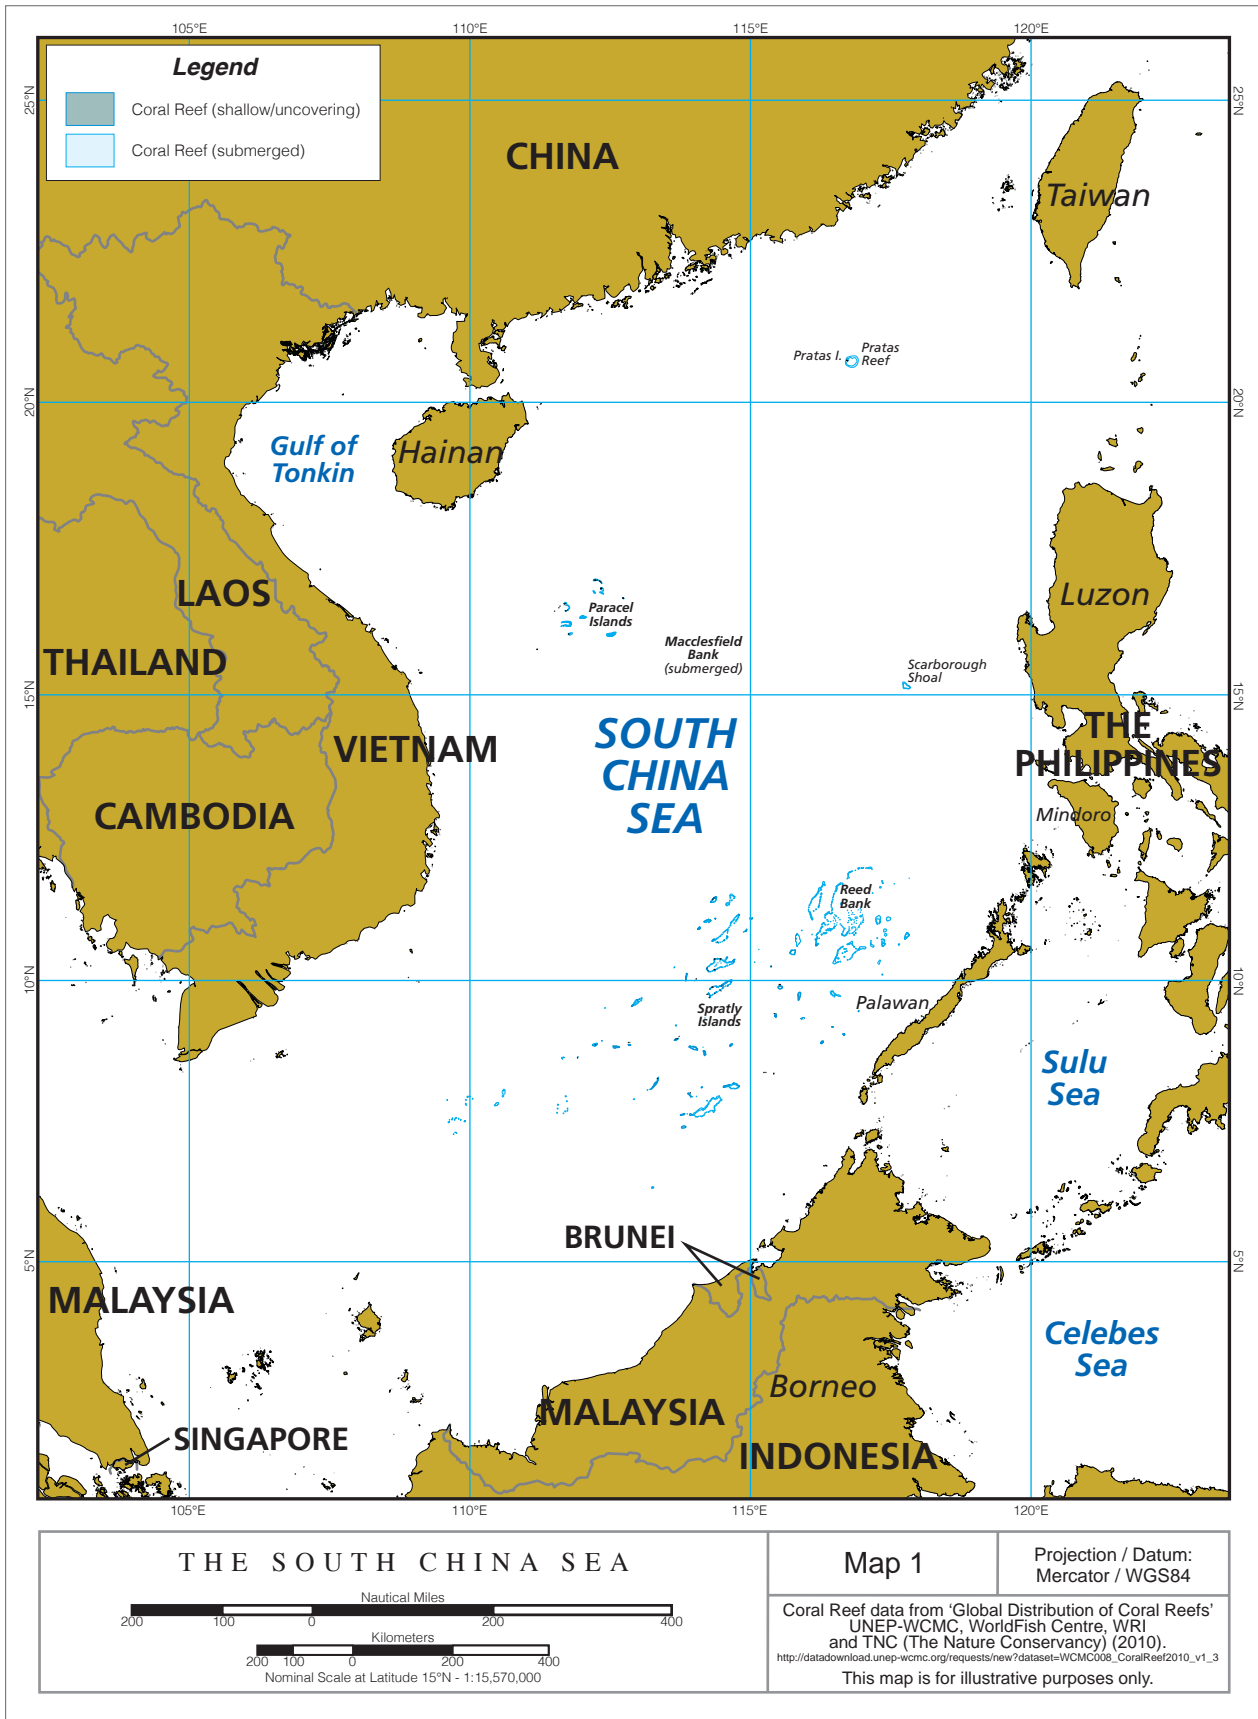 105°E
110°E
115°E
120°E
Legend
Coral Reef (shallow/uncovering)
Coral Reef (submerged)
25°N
25°N
CHINA
Taiwan
Pratas I.
Pratas
Reef
20°N
20°N
Gulf of
Tonkin
Hainan
LAOS
Paracel
Islands
Luzon
Macclesfield
Bank
(submerged)
THAILAND
Scarborough
Shoal
15°N
15°N
SOUTH
CHINA
SEA
VIETNAM
THE
PHILIPPINES
CAMBODIA
Mindoro
Reed
Bank
10°N
10°N
Spratly
Islands
Palawan
Sulu
Sea
BRUNEI
5°N
5°N
MALAYSIA
Celebes
Sea
Borneo
MALAYSIA
SINGAPORE
INDONESIA
105°E
110°E
115°E
120°E
THE SOUTH CHINA SEA
Nautical Miles
200 100 0 200 400
Kilometers
200 100 0 200 400
Nominal Scale at Latitude 15°N - 1:15,570,000
Map 1
Projection / Datum:
Mercator / WGS84
Coral Reef data from ‘Global Distribution of Coral Reefs’
UNEP-WCMC, WorldFish Centre, WRI
and TNC (The Nature Conservancy) (2010).
http://datadownload.unep-wcmc.org/requests/new?dataset=WCMC008_CoralReef2010_v1_3
This map is for illustrative purposes only.